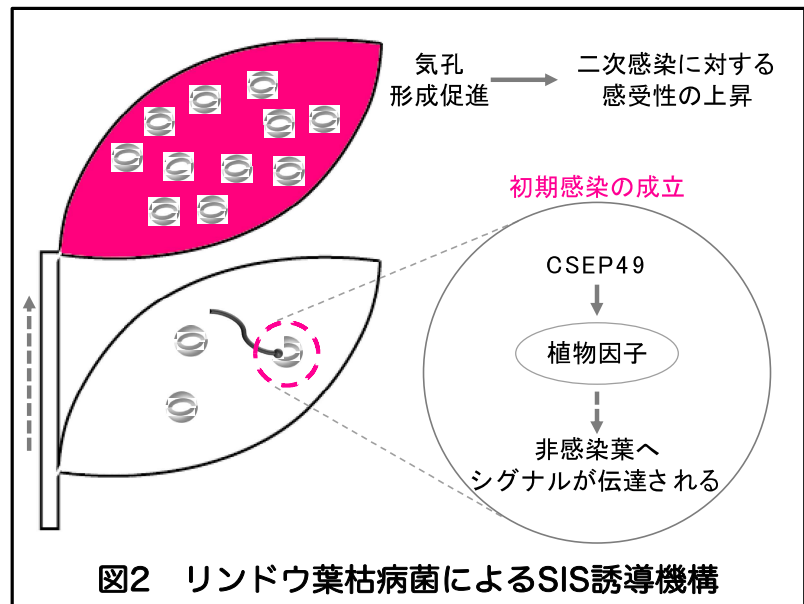 気孔
形成促進
二次感染に対する
感受性の上昇
初期感染の成立
CSEP49
植物因子
非感染葉へ
シグナルが伝達される
図2　リンドウ葉枯病菌によるSIS誘導機構